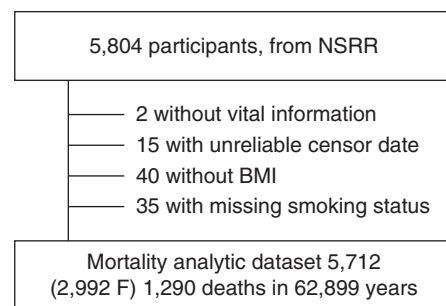 5,804 participants, from NSRR
2 without vital information
15 with unreliable censor date
40 without BMI
35 with missing smoking status
Mortality analytic dataset 5,712
(2,992 F) 1,290 deaths in 62,899 years